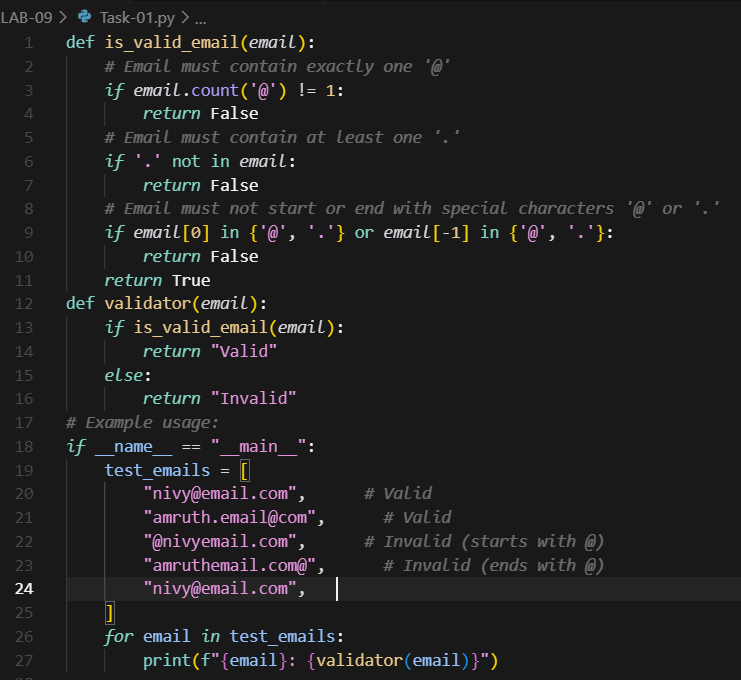 LAB-09 > Task-01.py > ...
1 def is_valid_email(email):
2     # Email must contain exactly one '@'
3     if email.count('@') != 1:
4         return False
5     # Email must contain at least one '.'
6     if '.' not in email:
7         return False
8     # Email must not start or end with special characters '@' or '.'
9     if email[0] in {'@', '.'} or email[-1] in {'@', '.'}:
10         return False
11     return True
12 def validator(email):
13     if is_valid_email(email):
14         return "Valid"
15     else:
16         return "Invalid"
17 # Example usage:
18 if __name__ == "__main__":
19     test_emails = [
20         "nivy@email.com",      # Valid
21         "amruth.email@com",      # Valid
22         "@nivyemail.com",      # Invalid (starts with @)
23         "amruthemail.com@",      # Invalid (ends with @)
24         "nivy@email.com",
25     ]
26     for email in test_emails:
27         print(f"{email}: {validator(email)}")